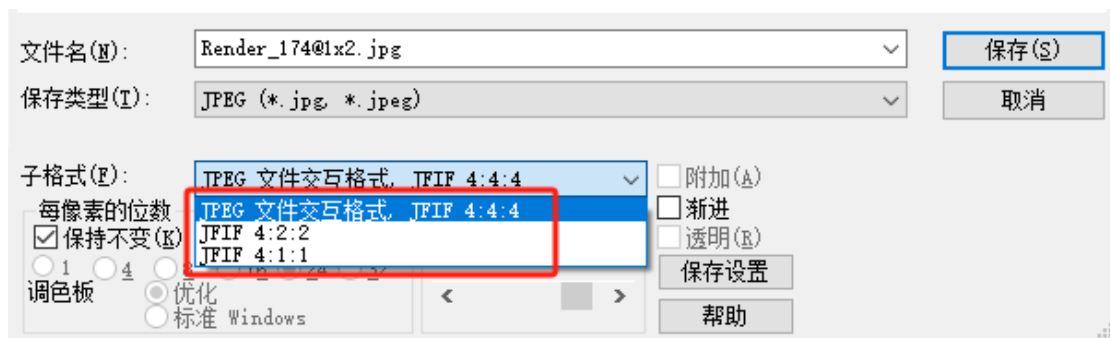 文件名(N):
Render_174@1x2.jpg
保存(S)
保存类型(T):
JPEG (*.jpg, *.jpeg)
取消
子格式(F):
JPEG 文件交互格式, JFIF 4:4:4
附加(A)
每像素的位数
JPEG 文件交互格式, JFIF 4:4:4
渐进
保持不变(K)
JFIF 4:2:2
透明(R)
JFIF 4:1:1
1
4
保存设置
调色板
优化
标准 Windows
帮助